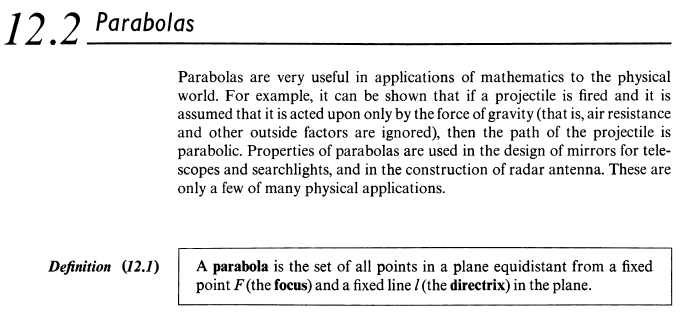 12.2 Parabolas
Parabolas are very useful in applications of mathematics to the physical
world. For example, it can be shown that if a projectile is fired and it is
assumed that it is acted upon only by the force of gravity (that is, air resistance
and other outside factors are ignored), then the path of the projectile is
parabolic. Properties of parabolas are used in the design of mirrors for tele-
scopes and searchlights, and in the construction of radar antenna. These are
only a few of many physical applications.
Definition (12.1)
A parabola is the set of all points in a plane equidistant from a fixed
point F (the focus) and a fixed line l (the directrix) in the plane.